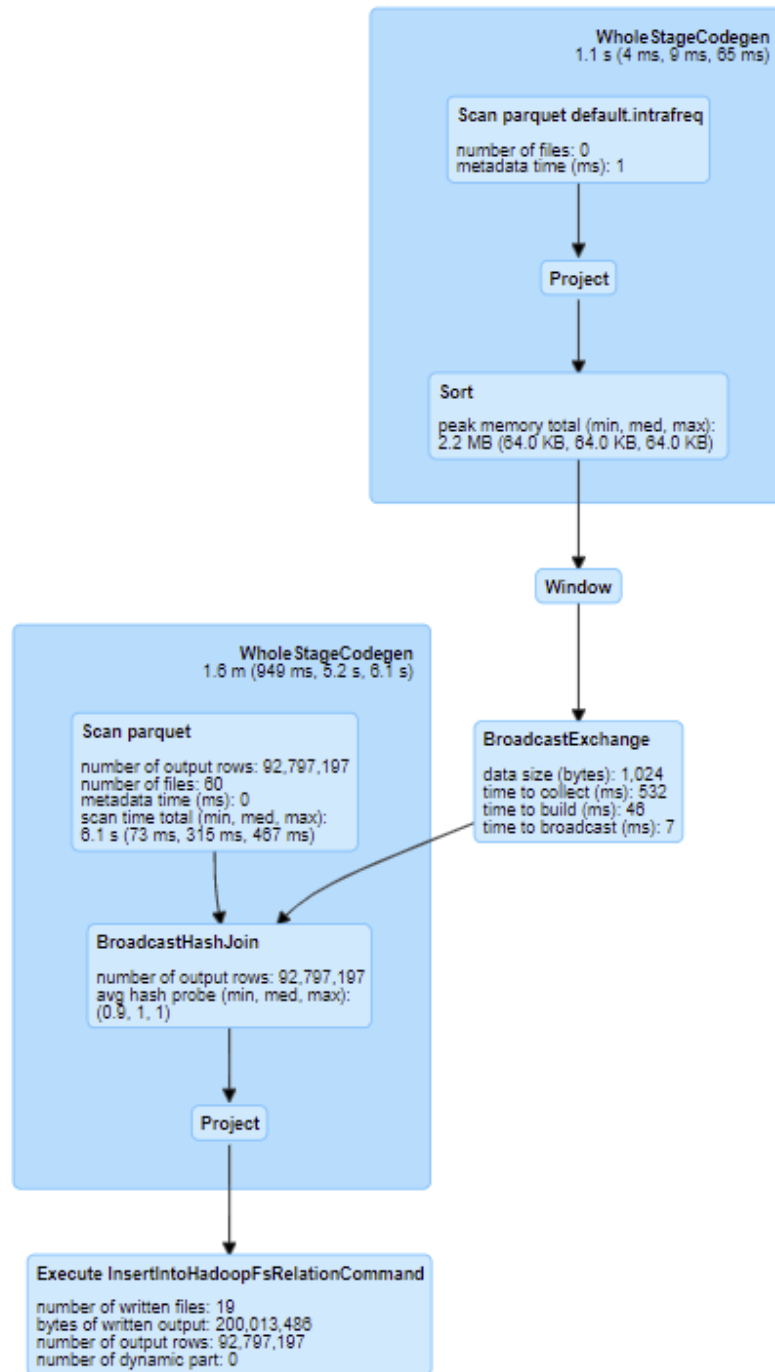 WholeStageCodegen
1.1 s (4 ms, 9 ms, 65 ms)
Scan parquet default.intrafreq
number of files: 0
metadata time (ms): 1
Project
Sort
peak memory total (min, med, max):
2.2 MB (64.0 KB, 64.0 KB, 64.0 KB)
Window
WholeStageCodegen
1.6 m (949 ms, 5.2 s, 6.1 s)
Scan parquet
number of output rows: 92,797,197
number of files: 60
metadata time (ms): 0
scan time total (min, med, max):
6.1 s (73 ms, 315 ms, 467 ms)
BroadcastExchange
data size (bytes): 1,024
time to collect (ms): 532
time to build (ms): 46
time to broadcast (ms): 7
BroadcastHashJoin
number of output rows: 92,797,197
avg hash probe (min, med, max):
(0.9, 1, 1)
Project
Execute InsertIntoHadoopFsRelationCommand
number of written files: 19
bytes of written output: 200,013,486
number of output rows: 92,797,197
number of dynamic part: 0